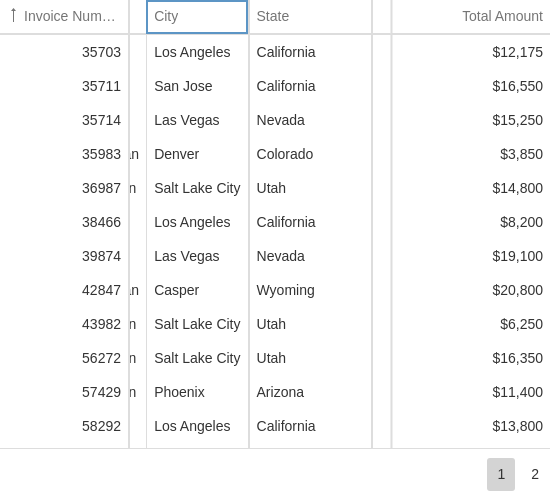 ↑ Invoice Num… City State Total Amount
35703 Los Angeles California $12,175
35711 San Jose California $16,550
35714 Las Vegas Nevada $15,250
35983 n Denver Colorado $3,850
36987 n Salt Lake City Utah $14,800
38466 Los Angeles California $8,200
39874 Las Vegas Nevada $19,100
42847 n Casper Wyoming $20,800
43982 n Salt Lake City Utah $6,250
56272 n Salt Lake City Utah $16,350
57429 n Phoenix Arizona $11,400
58292 Los Angeles California $13,800
1 2